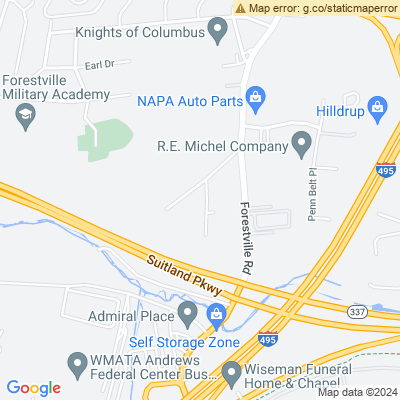 Map error: g.co/staticmaperror
Knights of Columbus
Earl Dr
Forestville
Military Academy
NAPA Auto Parts
Hilldrup
R.E. Michel Company
495
Penn Belt Pl
Forestville Rd
Suitland Pkwy
337
Admiral Place
Self Storage Zone
495
WMATA Andrews
Federal Center Bus...
Wiseman Funeral
Home & Chapel
Google
Map data ©2024